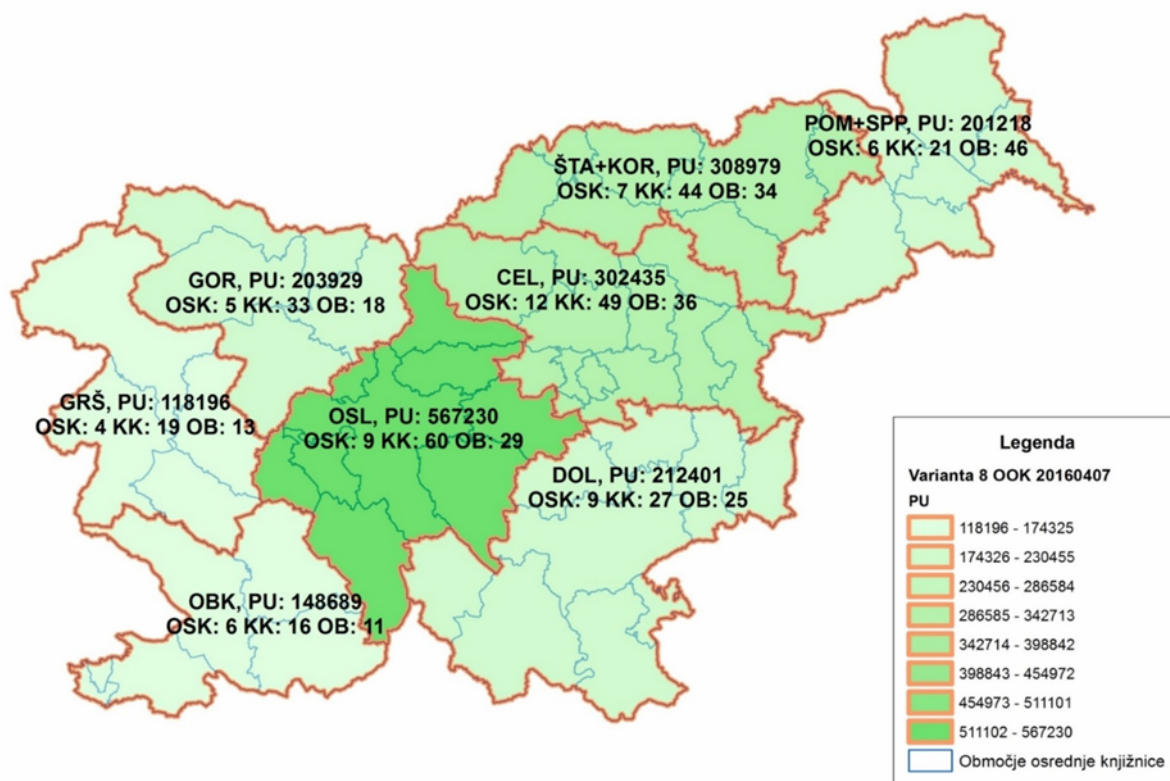 POM+SPP, PU: 201218
OSK: 6 KK: 21 OB: 46
ŠTA+KOR, PU: 308979
OSK: 7 KK: 44 OB: 34
GOR, PU: 203929
OSK: 5 KK: 33 OB: 18
CEL, PU: 302435
OSK: 12 KK: 49 OB: 36
GRŠ, PU: 118196
OSK: 4 KK: 19 OB: 13
OSL, PU: 567230
OSK: 9 KK: 60 OB: 29
DOL, PU: 212401
OSK: 9 KK: 27 OB: 25
OBK, PU: 148689
OSK: 6 KK: 16 OB: 11
Legenda
Varianta 8 OOK 20160407
PU
118196 - 174325
174326 - 230455
230456 - 286584
286585 - 342713
342714 - 398842
398843 - 454972
454973 - 511101
511102 - 567230
Območje osrednje knjižnice